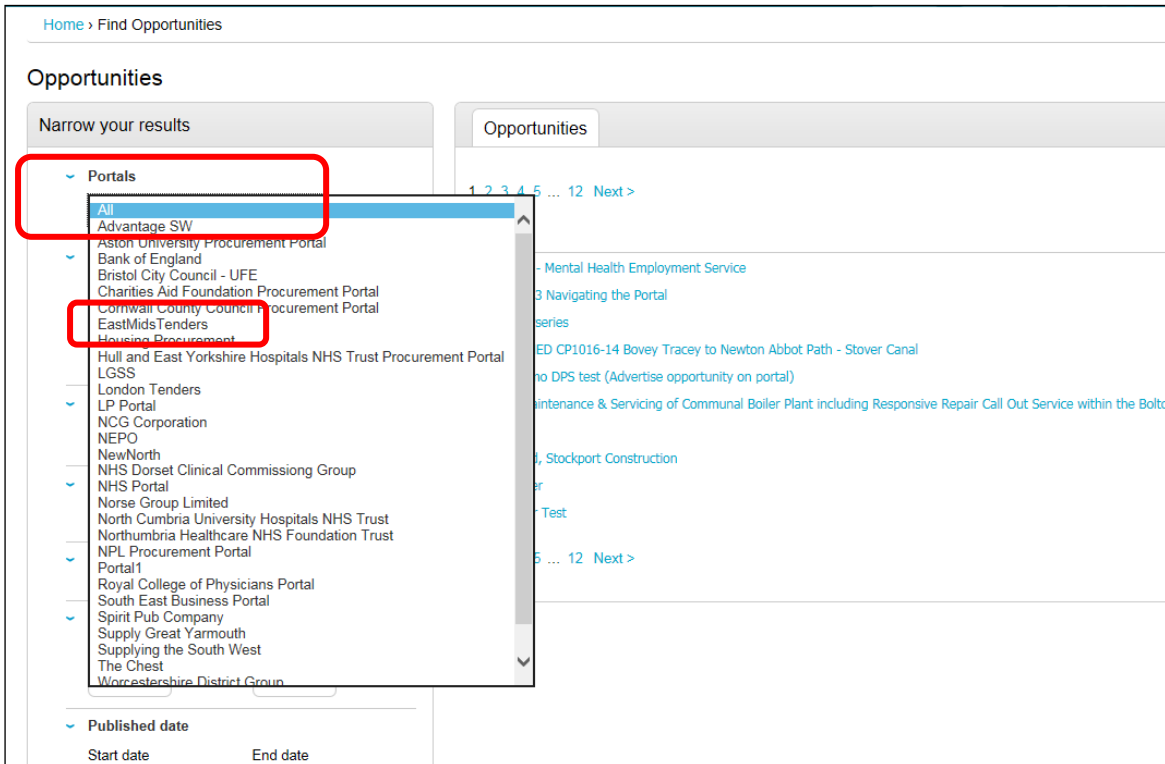 Home › Find Opportunities
Opportunities
Narrow your results
Portals
All
Advantage SW
Aston University Procurement Portal
Bank of England
Bristol City Council - UFE
Charities Aid Foundation Procurement Portal
Cornwall County Council Procurement Portal
EastMidsTenders
Housing Procurement
Hull and East Yorkshire Hospitals NHS Trust Procurement Portal
LGSS
London Tenders
LP Portal
NCG Corporation
NEPO
NewNorth
NHS Dorset Clinical Commissiong Group
NHS Portal
Norse Group Limited
North Cumbria University Hospitals NHS Trust
Northumbria Healthcare NHS Foundation Trust
NPL Procurement Portal
Portal1
Royal College of Physicians Portal
South East Business Portal
Spirit Pub Company
Supply Great Yarmouth
Supplying the South West
The Chest
Worcestershire District Group
Published date
Start date End date
Opportunities
1 2 3 4 5 ... 12 Next >
- Mental Health Employment Service
3 Navigating the Portal
series
ED CP1016-14 Bovey Tracey to Newton Abbot Path - Stover Canal
no DPS test (Advertise opportunity on portal)
aintenance & Servicing of Communal Boiler Plant including Responsive Repair Call Out Service within the Bolto
, Stockport Construction
er
Test
5 ... 12 Next >